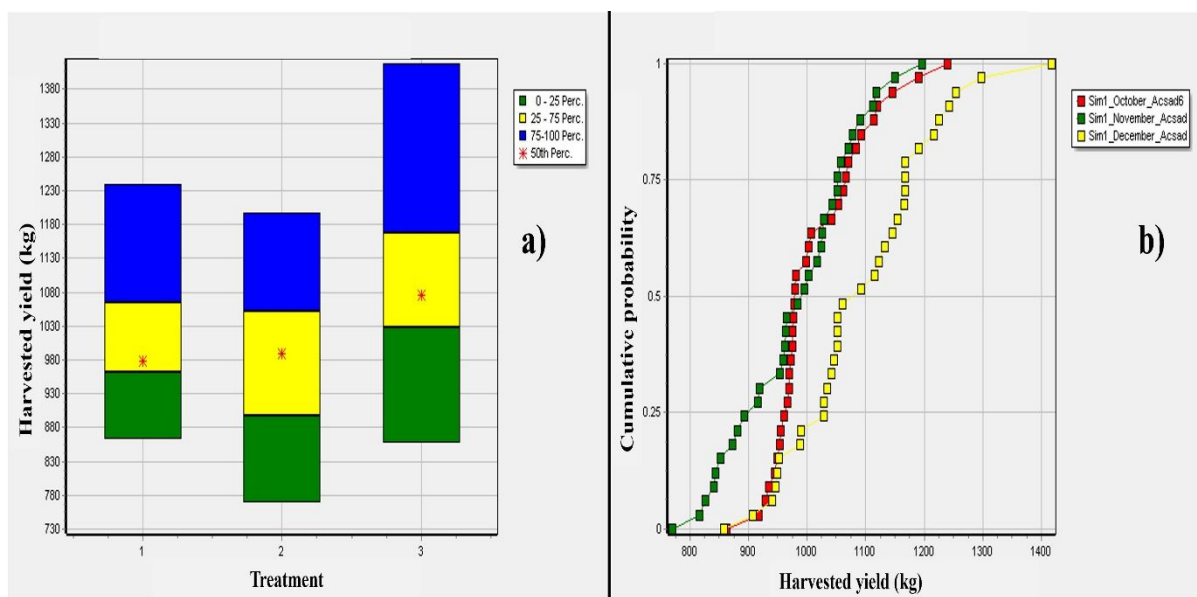 1380
1330
1280
1230
1180
1130
1080
1030
980
930
880
830
780
730
Harvested yield (kg)
1
2
3
Treatment
0 - 25 Perc.
25 - 75 Perc.
75-100 Perc.
50th Perc.
a)
1
0.75
0.5
0.25
0
Cumulative probability
800
900
1000
1100
1200
1300
1400
Harvested yield (kg)
Sim1_October_Acsad6
Sim1_November_Acsad
Sim1_December_Acsad
b)